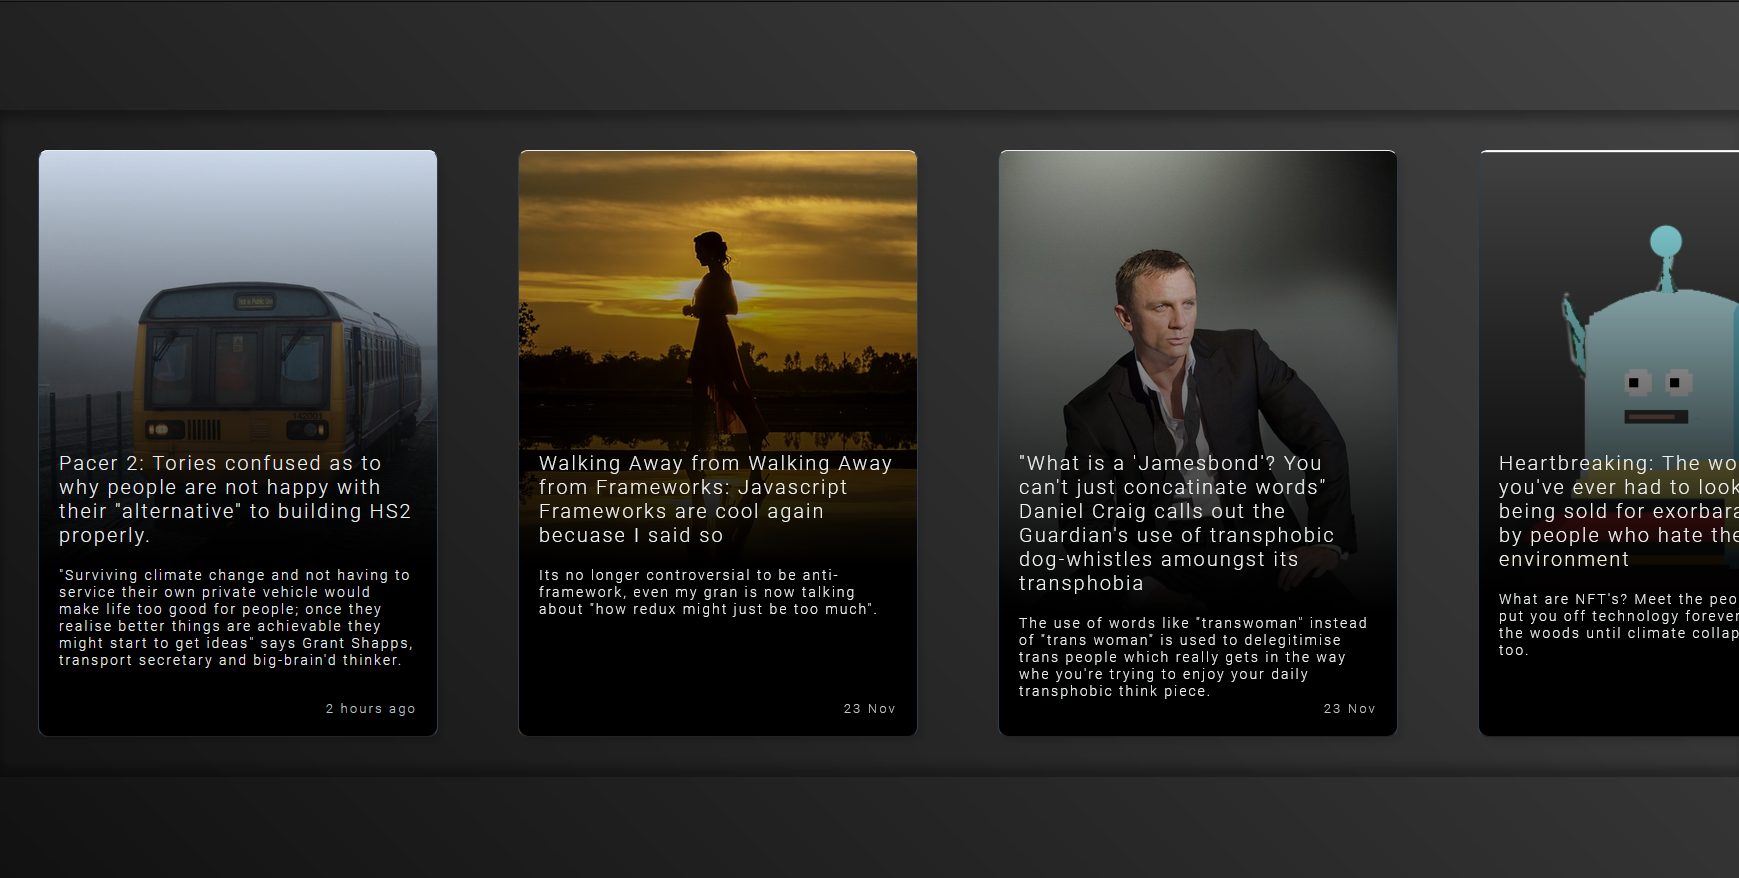 Pacer 2: Tories confused as to
why people are not happy with
their "alternative" to building HS2
properly.
"Surviving climate change and not having to
service their own private vehicle would
make life too good for people; once they
realise better things are achievable they
might start to get ideas" says Grant Shapps,
transport secretary and big-brain'd thinker.
2 hours ago
142001
Walking Away from Walking Away
from Frameworks: Javascript
Frameworks are cool again
becuase I said so
Its no longer controversial to be anti-
framework, even my gran is now talking
about "how redux might just be too much".
23 Nov
"What is a 'Jamesbond'? You
can't just concatinate words"
Daniel Craig calls out the
Guardian's use of transphobic
dog-whistles amoungst its
transphobia
The use of words like "transwoman" instead
of "trans woman" is used to delegitimise
trans people which really gets in the way
whe you're trying to enjoy your daily
transphobic think piece.
23 Nov
Heartbreaking: The
you've ever had to look
being sold for
by people who hate the
environment
What are NFT's? Meet the
put you off technology forever
the woods until climate
too.